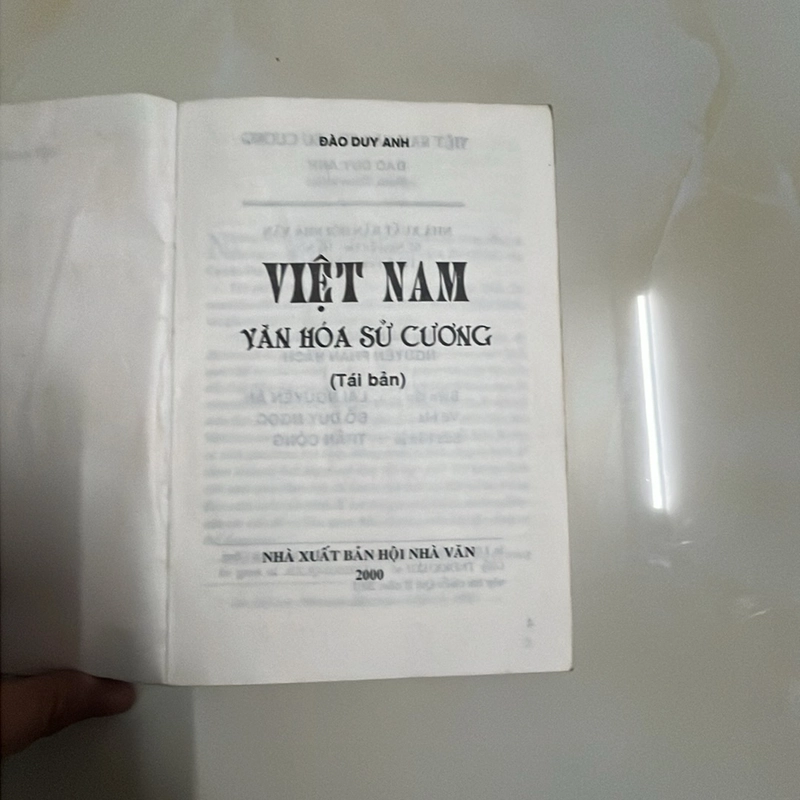 ĐÀO DUY ANH
VIỆT NAM
VĂN HÓA SỬ CƯƠNG
(Tái bản)
NHÀ XUẤT BẢN HỘI NHÀ VĂN
2000